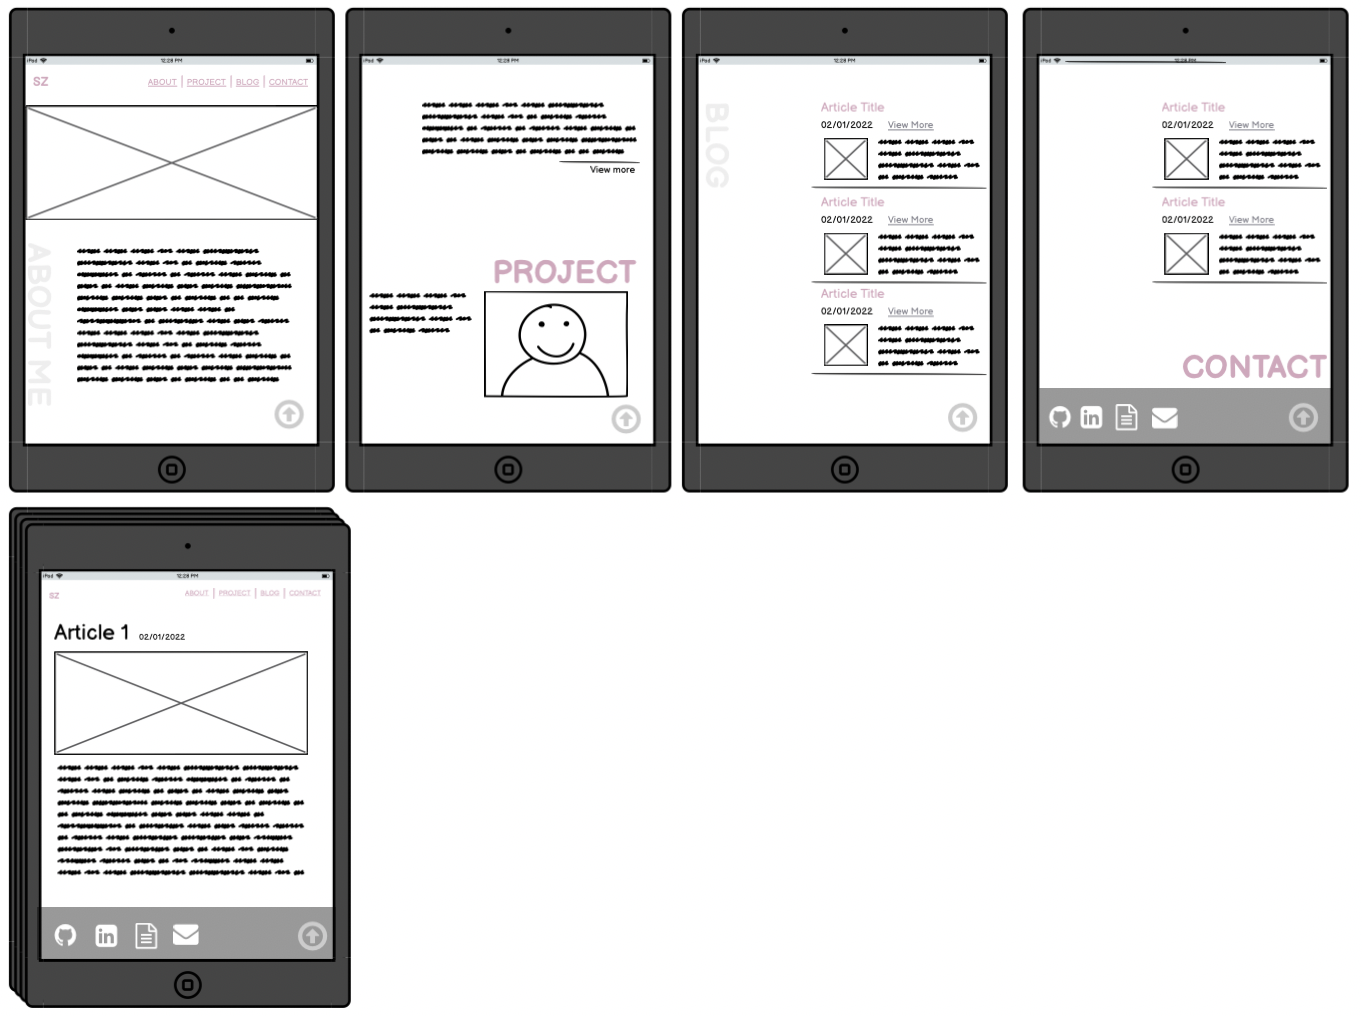 iPad 12:28 PM
SZ ABOUT PROJECT BLOG CONTACT
ABOUT ME
iPad 12:28 PM
View more
PROJECT
iPad 12:28 PM
BLOG
Article Title
02/01/2022 View More
Article Title
02/01/2022 View More
Article Title
02/01/2022 View More
iPad 12:28 PM
Article Title
02/01/2022 View More
Article Title
02/01/2022 View More
CONTACT
in
iPad 12:28 PM
SZ ABOUT PROJECT BLOG CONTACT
Article 1 02/01/2022
in